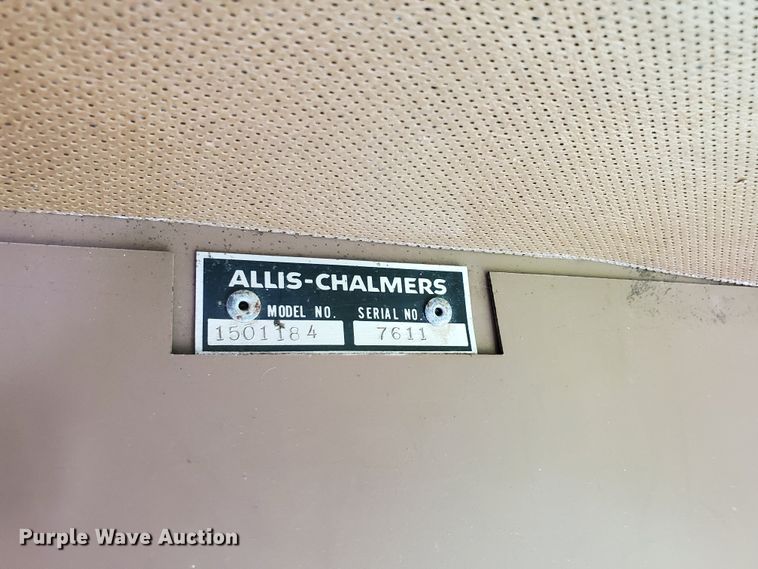 ALLIS-CHALMERS
MODEL NO. SERIAL NO.
1501184 7611
Purple Wave Auction